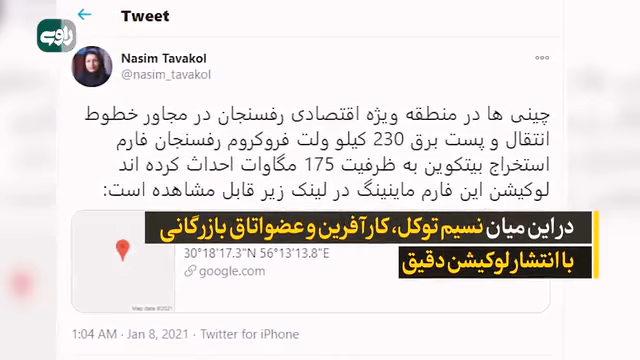 راوی
Tweet
Nasim Tavakol
@nasim_tavakol
چینی ها در منطقه ویژه اقتصادی رفسنجان در مجاور خطوط
انتقال و پست برق 230 کیلو ولت فروکروم رفسنجان فارم
استخراج بیتکوین به ظرفیت 175 مگاوات احداث کرده اند
لوکیشن این فارم ماینینگ در لینک زیر قابل مشاهده است:
در این میان نسیم توکل، کارآفرین و عضو اتاق بازرگانی
30°18'17.3"N 56°13'13.8"E
با انتشار لوکیشن دقیق
google.com
Map data ©2021
1:04 AM · Jan 8, 2021 · Twitter for iPhone